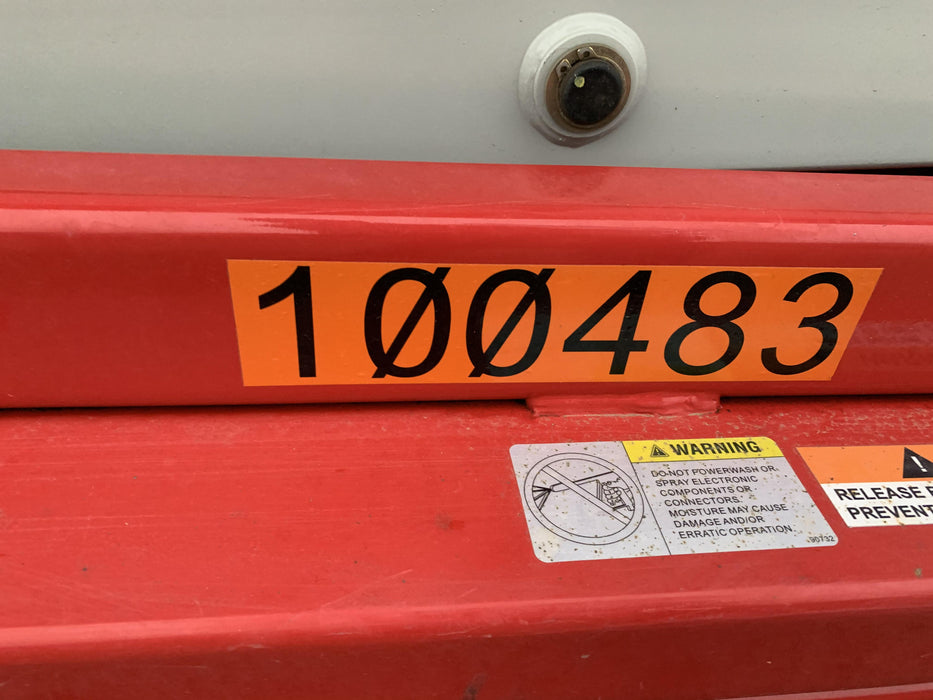 1ØØ483
WARNING
DO NOT POWERWASH OR
SPRAY ELECTRONIC
COMPONENTS OR
CONNECTORS.
MOISTURE MAY CAUSE
DAMAGE AND/OR
ERRATIC OPERATION.
90732
RELEASE
PREVENT